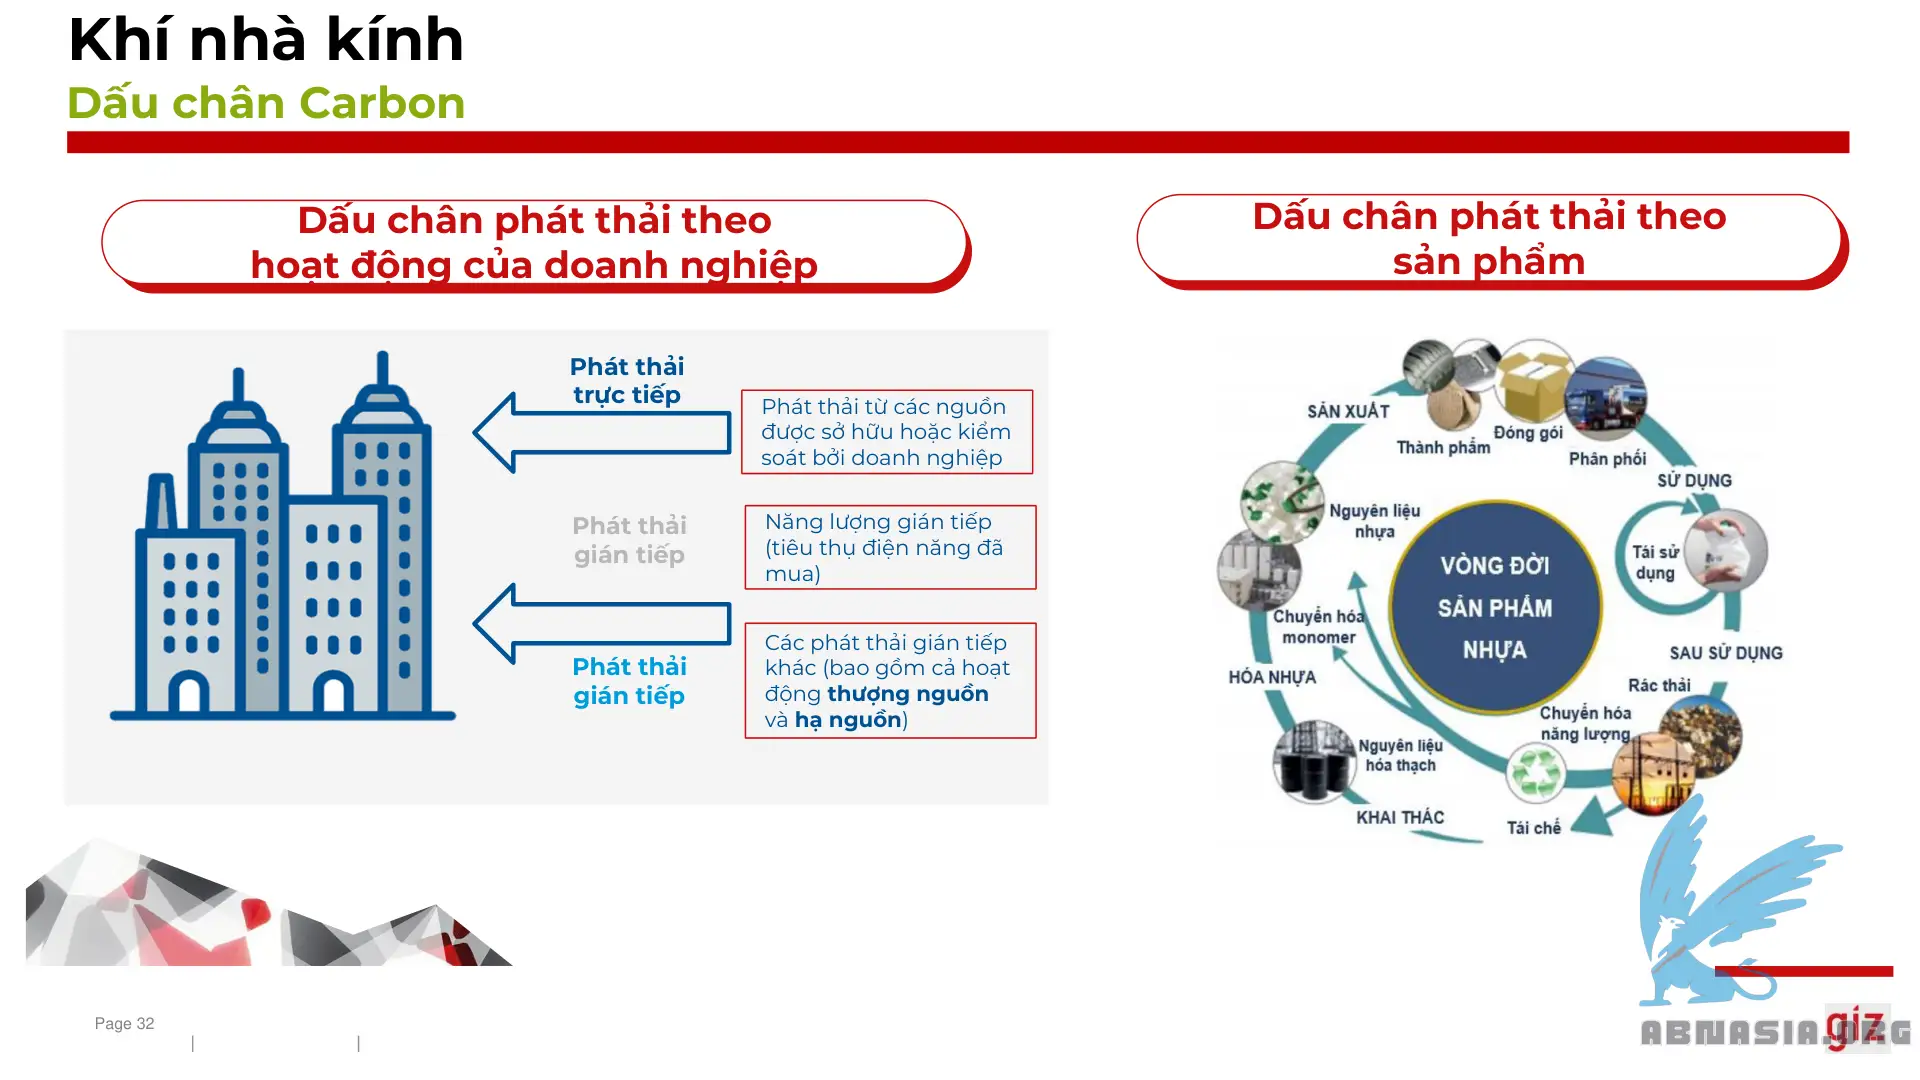 Khí nhà kính
Dấu chân Carbon
Dấu chân phát thải theo
hoạt động của doanh nghiệp
Phát thải
trực tiếp
Phát thải từ các nguồn
được sở hữu hoặc kiểm
soát bởi doanh nghiệp
Phát thải
gián tiếp
Năng lượng gián tiếp
(tiêu thụ điện năng đã
mua)
Phát thải
gián tiếp
Các phát thải gián tiếp
khác (bao gồm cả hoạt
động thượng nguồn
và hạ nguồn)
Dấu chân phát thải theo
sản phẩm
SẢN XUẤT
Thành phẩm
Đóng gói
Phân phối
SỬ DỤNG
Nguyên liệu
nhựa
Tái sử
dụng
VÒNG ĐỜI
SẢN PHẨM
NHỰA
Chuyển hóa
monomer
HÓA NHỰA
SAU SỬ DỤNG
Rác thải
Chuyển hóa
năng lượng
Nguyên liệu
hóa thạch
KHAI THÁC
Tái chế
Page 32
|
|
giz
ABNASIA.ORG